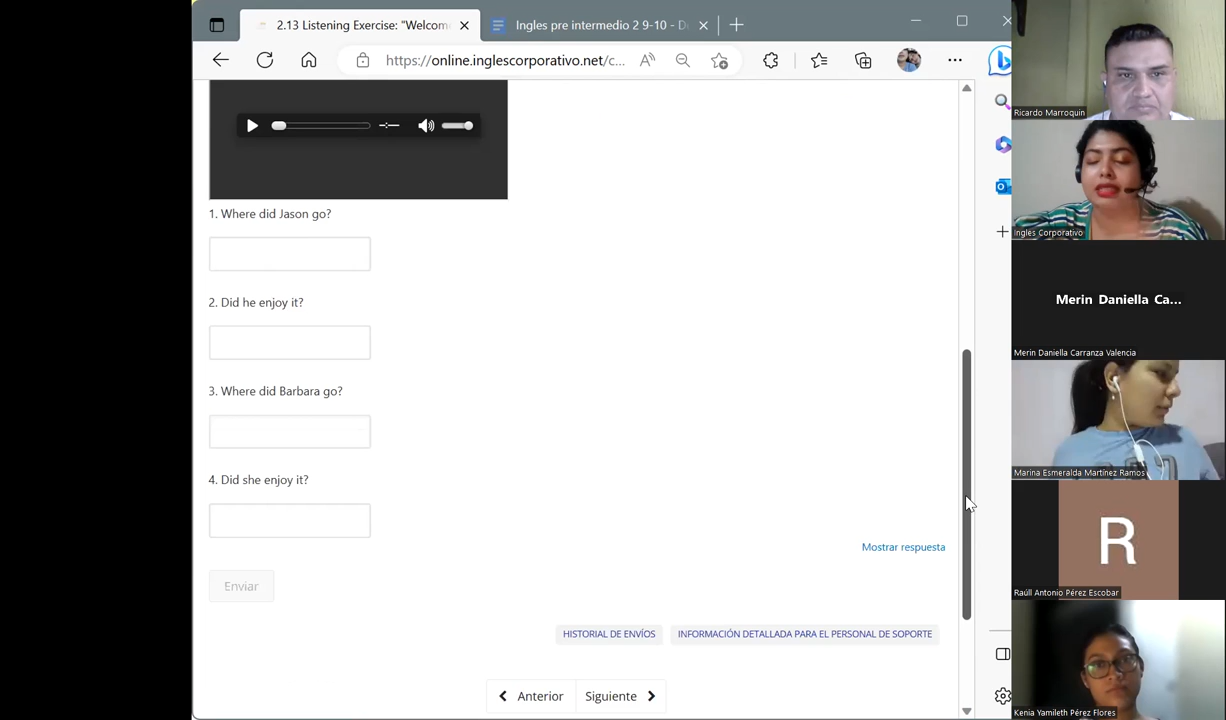 2.13 Listening Exercise: "Welcom
Ingles pre intermedio 2 9-10 - D
https://online.inglescorporativo.net/c...
1. Where did Jason go?
2. Did he enjoy it?
3. Where did Barbara go?
4. Did she enjoy it?
Mostrar respuesta
Enviar
HISTORIAL DE ENVÍOS
INFORMACIÓN DETALLADA PARA EL PERSONAL DE SOPORTE
Anterior
Siguiente
Ricardo Marroquin
Ingles Corporativo
Merin Daniella Ca...
Merin Daniella Carranza Valencia
Marina Esmeralda Martínez Ramos
R
Raúll Antonio Pérez Escobar
Kenia Yamileth Pérez Flores